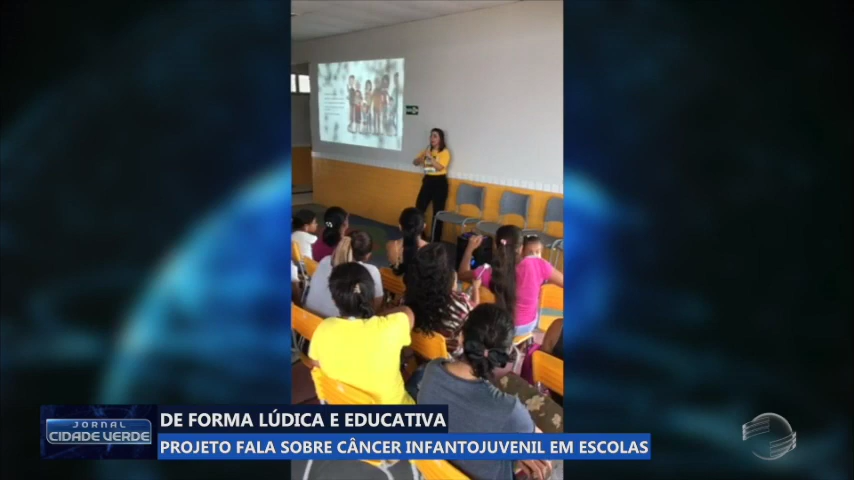 JORNAL
CIDADE VERDE
DE FORMA LÚDICA E EDUCATIVA
PROJETO FALA SOBRE CÂNCER INFANTOJUVENIL EM ESCOLAS